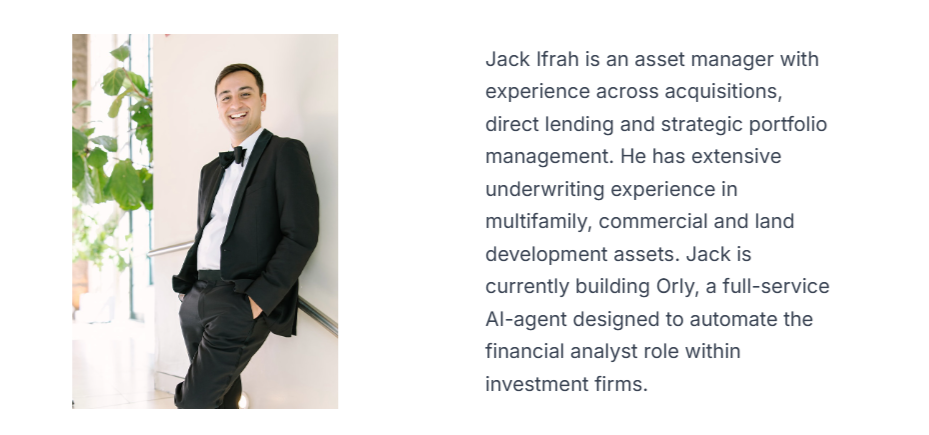 Jack Ifrah is an asset manager with
experience across acquisitions,
direct lending and strategic portfolio
management. He has extensive
underwriting experience in
multifamily, commercial and land
development assets. Jack is
currently building Orly, a full-service
AI-agent designed to automate the
financial analyst role within
investment firms.